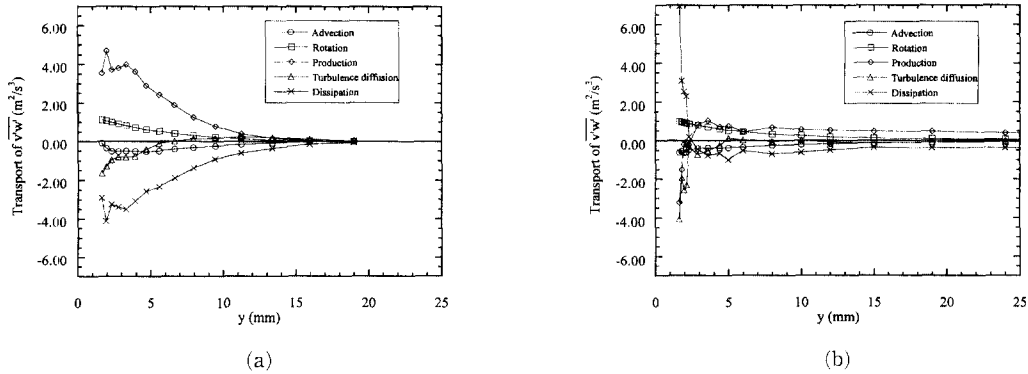 6.00
4.00
2.00
0.00
-2.00
-4.00
-6.00
Transport of v'w' (m²/s³)
Advection
Rotation
Production
Turbulence diffusion
Dissipation
0 5 10 15 20 25
y (mm)
(a)
6.00
4.00
2.00
0.00
-2.00
-4.00
-6.00
Transport of v'w' (m²/s³)
Advection
Rotation
Production
Turbulence diffusion
Dissipation
0 5 10 15 20 25
y (mm)
(b)